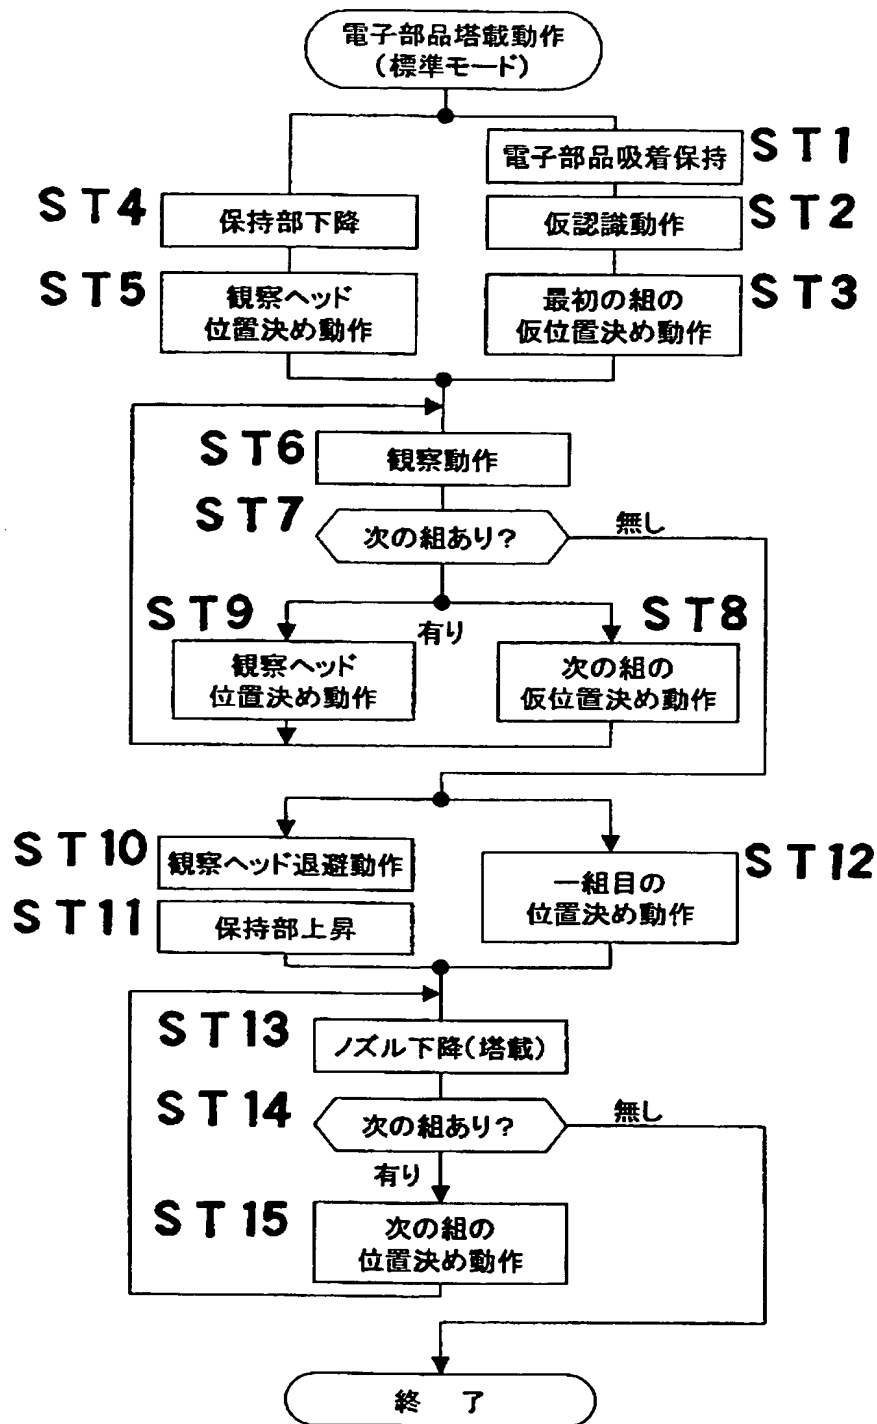 電子部品塔載動作
(標準モード)
電子部品吸着保持
ST1
ST4
保持部下降
仮認識動作
ST2
ST5
観察ヘッド
位置決め動作
最初の組の
仮位置決め動作
ST3
ST6
観察動作
ST7
次の組あり?
無し
有り
ST9
観察ヘッド
位置決め動作
ST8
次の組の
仮位置決め動作
ST10
観察ヘッド退避動作
ST11
保持部上昇
一組目の
位置決め動作
ST12
ST13
ノズル下降(塔載)
ST14
次の組あり?
無し
有り
ST15
次の組の
位置決め動作
終 了